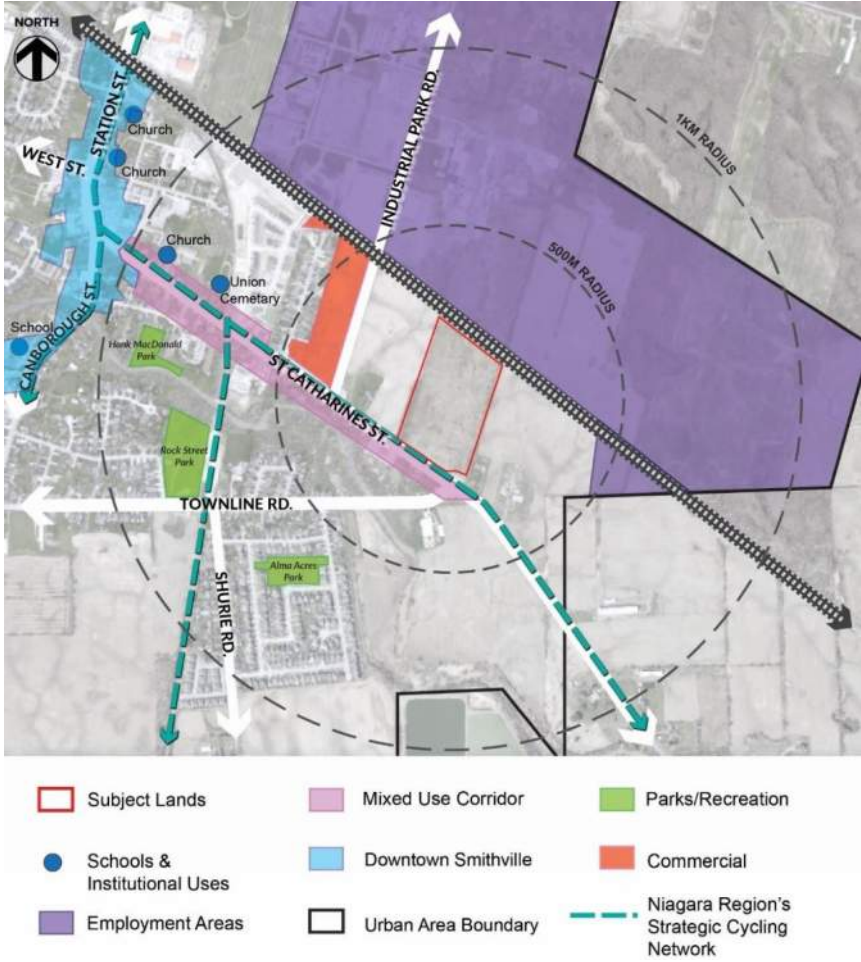 NORTH
STATION ST.
Church
WEST ST.
Church
INDUSTRIAL PARK RD.
1KM RADIUS
500M RADIUS
Church
Union
Cemetary
School
CANBOROUGH ST.
Hank MacDonald
Park
ST CATHARINES ST.
Rock Street
Park
TOWNLINE RD.
Alma Acres
Park
SHURIE RD.
Subject Lands
Mixed Use Corridor
Parks/Recreation
Schools &
Institutional Uses
Downtown Smithville
Commercial
Employment Areas
Urban Area Boundary
Niagara Region's
Strategic Cycling
Network